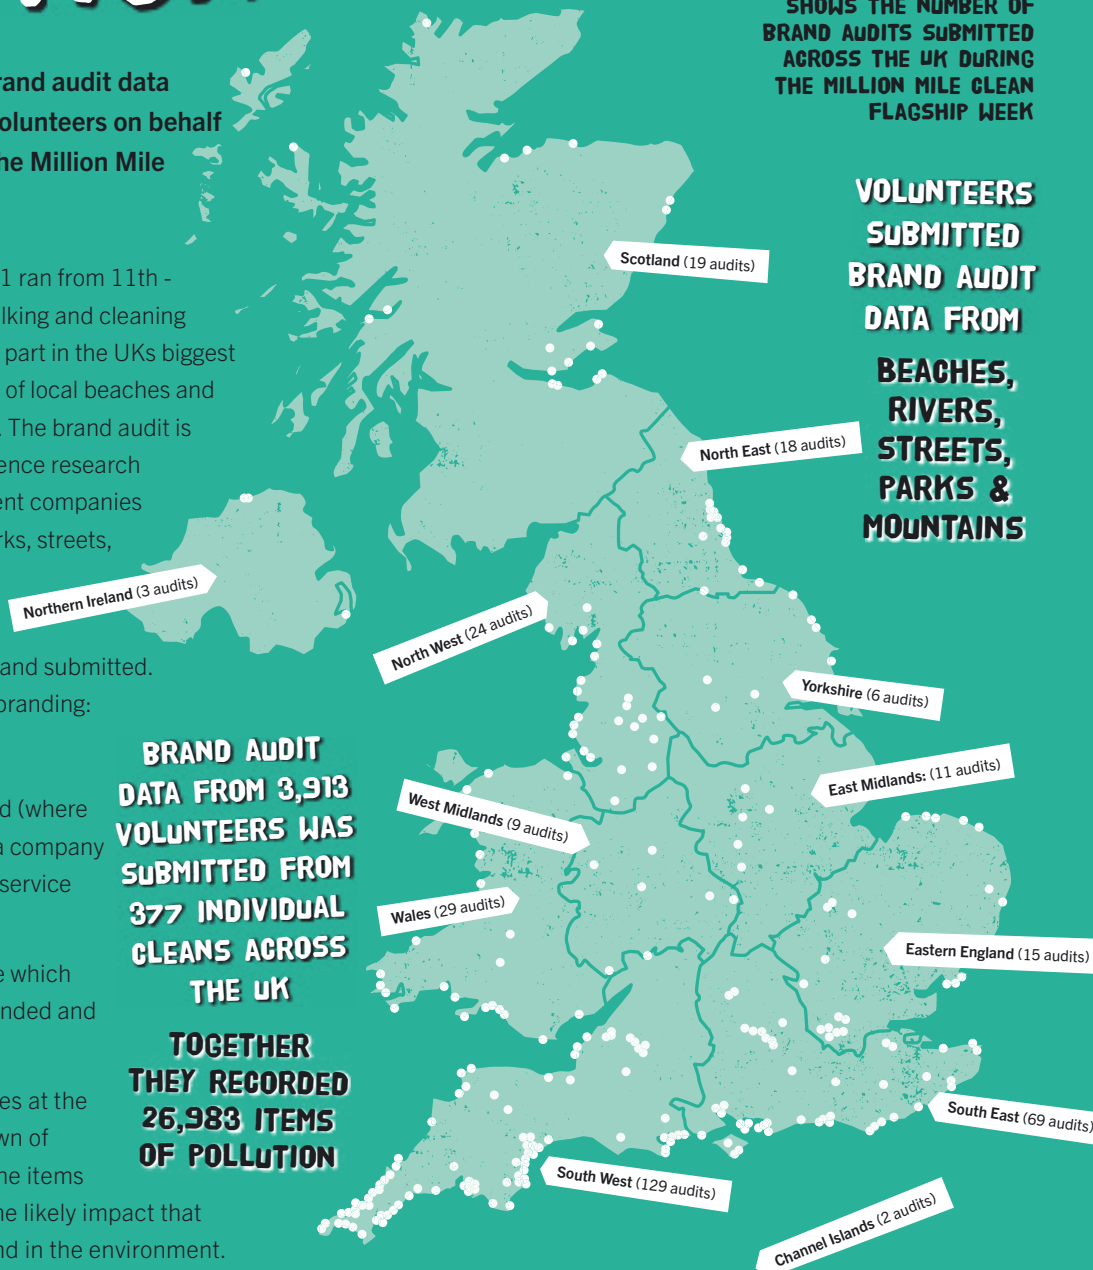 SHOWS THE NUMBER OF
BRAND AUDITS SUBMITTED
ACROSS THE UK DURING
THE MILLION MILE CLEAN
FLAGSHIP WEEK
brand audit data
volunteers on behalf
the Million Mile
1 ran from 11th -
lking and cleaning
part in the UKs biggest
of local beaches and
. The brand audit is
ence research
ent companies
rks, streets,
and submitted.
branding:
d (where
a company
service
e which
nded and
es at the
wn of
ne items
he likely impact that
nd in the environment.
VOLUNTEERS
SUBMITTED
BRAND AUDIT
DATA FROM
BEACHES,
RIVERS,
STREETS,
PARKS &
MOUNTAINS
Scotland (19 audits)
North East (18 audits)
Northern Ireland (3 audits)
North West (24 audits)
Yorkshire (6 audits)
East Midlands: (11 audits)
West Midlands (9 audits)
Wales (29 audits)
Eastern England (15 audits)
South East (69 audits)
South West (129 audits)
Channel Islands (2 audits)
BRAND AUDIT
DATA FROM 3,913
VOLUNTEERS WAS
SUBMITTED FROM
377 INDIVIDUAL
CLEANS ACROSS
THE UK
TOGETHER
THEY RECORDED
26,983 ITEMS
OF POLLUTION